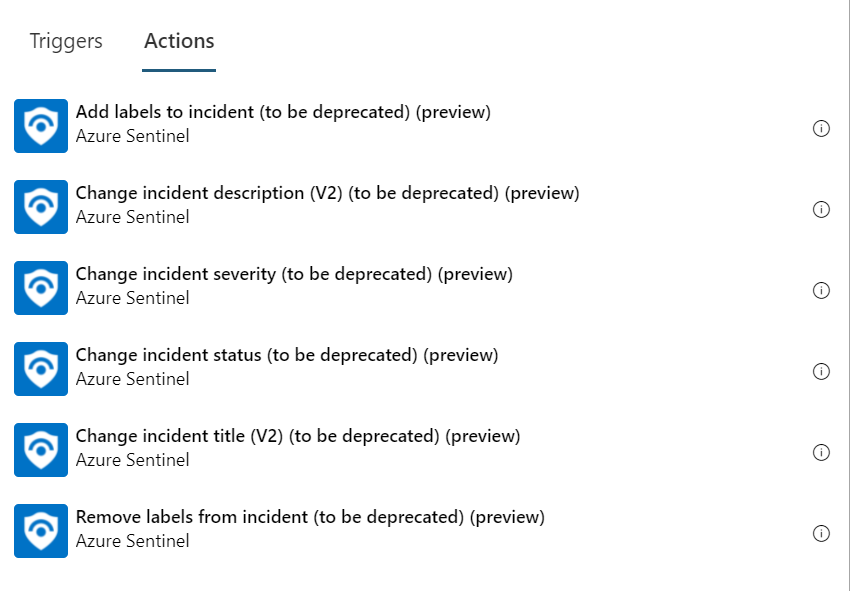 Triggers Actions
Add labels to incident (to be deprecated) (preview)
Azure Sentinel
Change incident description (V2) (to be deprecated) (preview)
Azure Sentinel
Change incident severity (to be deprecated) (preview)
Azure Sentinel
Change incident status (to be deprecated) (preview)
Azure Sentinel
Change incident title (V2) (to be deprecated) (preview)
Azure Sentinel
Remove labels from incident (to be deprecated) (preview)
Azure Sentinel